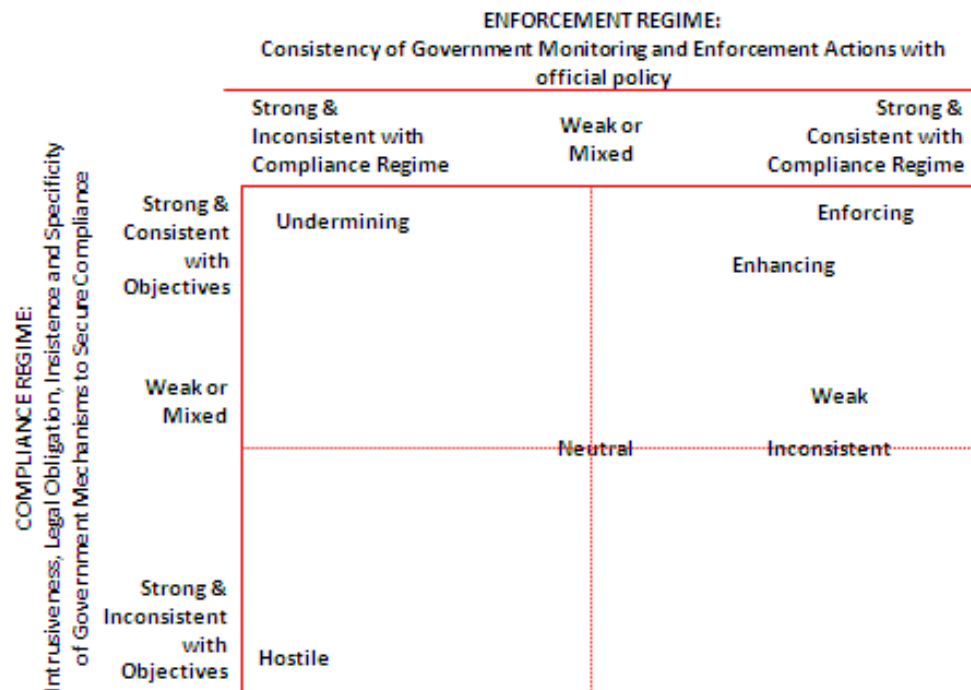 ENFORCEMENT REGIME:
Consistency of Government Monitoring and Enforcement Actions with
official policy
Strong &
Inconsistent with
Compliance Regime
Weak or
Mixed
Strong &
Consistent with
Compliance Regime
COMPLIANCE REGIME:
Intrusiveness, Legal Obligation, Insistence and Specificity
of Government Mechanisms to Secure Compliance
Strong &
Consistent
with
Objectives
Weak or
Mixed
Strong &
Inconsistent
with
Objectives
Undermining
Enforcing
Enhancing
Weak
Neutral
Inconsistent
Hostile